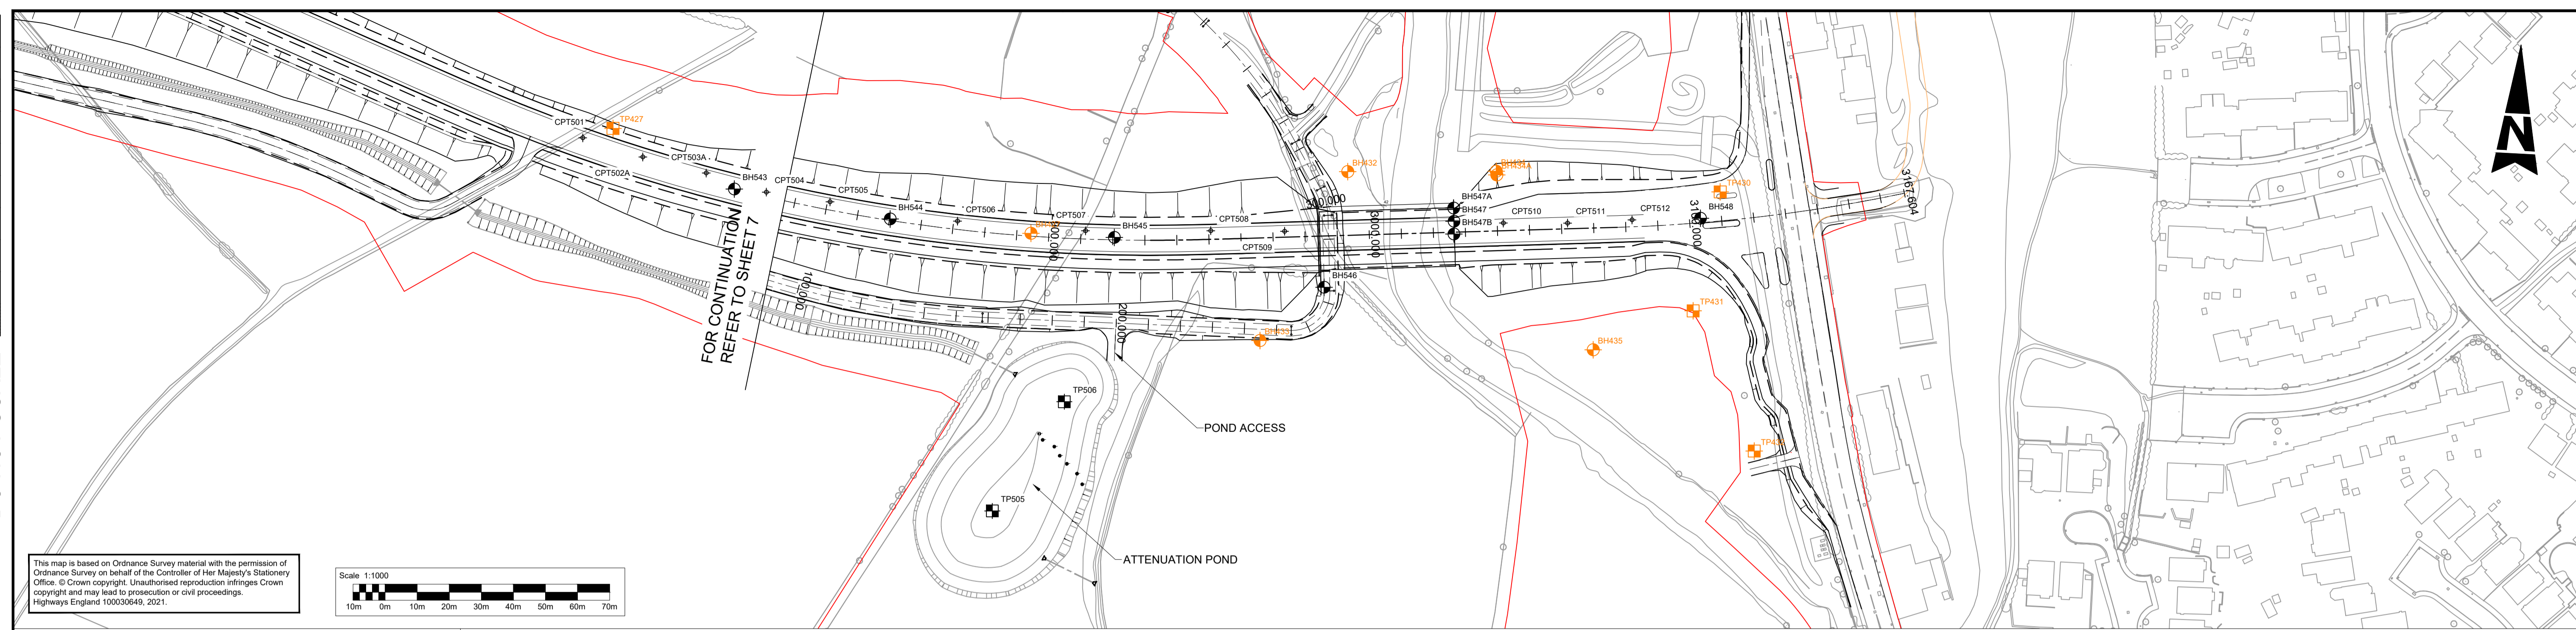 CPT501
TP427
CPT503A
CPT502A
BH543
CPT504
CPT505
BH544
CPT506
CPT507
BH545
CPT508
CPT509
BH432
300.000
3000.000
BH546
BH433
BH434A
BH547A
BH547
BH547B
CPT510
CPT511
CPT512
TP430
BH548
3100.000
3167.604
TP431
BH435
FOR CONTINUATION
REFER TO SHEET 7
100.000
200.000
TP506
TP505
POND ACCESS
ATTENUATION POND
N
This map is based on Ordnance Survey material with the permission of
Ordnance Survey on behalf of the Controller of Her Majesty's Stationery
Office. © Crown copyright. Unauthorised reproduction infringes Crown
copyright and may lead to prosecution or civil proceedings.
Highways England 100030649, 2021.
Scale 1:1000
10m 0m 10m 20m 30m 40m 50m 60m 70m